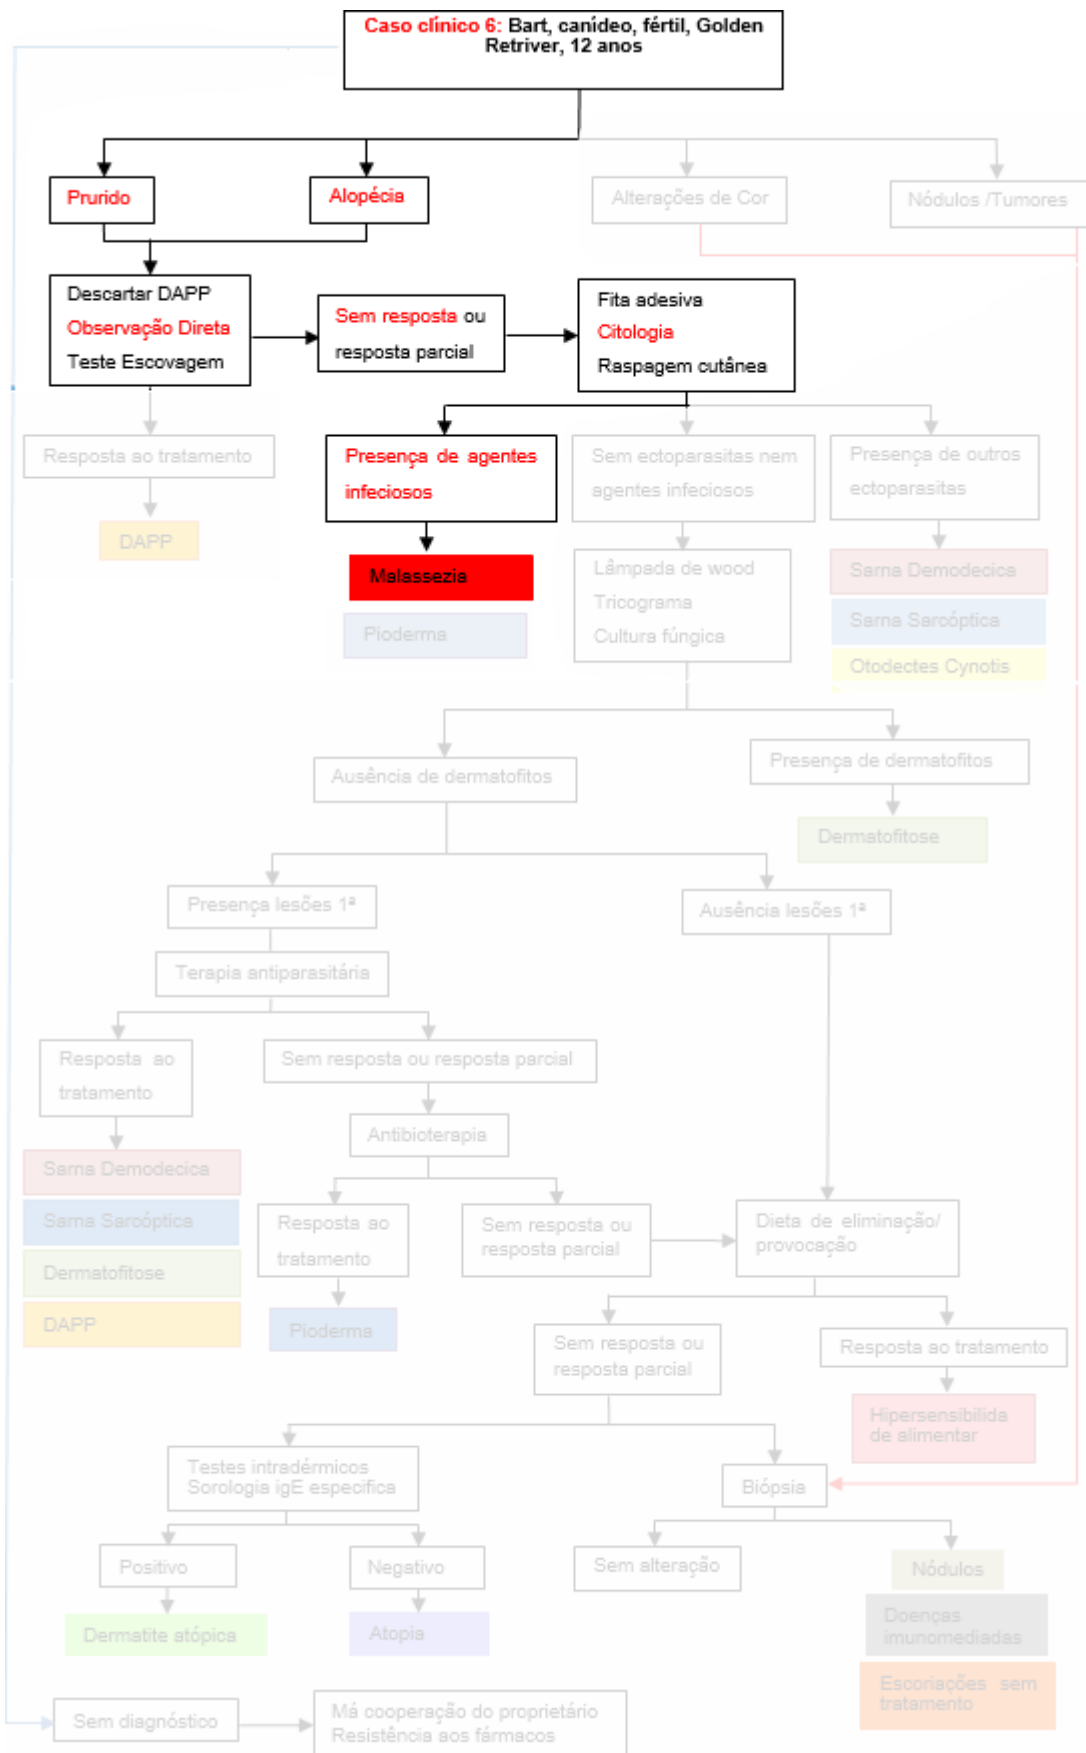 Caso clínico 6: Bart, canídeo, fértil, Golden
Retriver, 12 anos
Prurido
Alopécia
Alterações de Cor
Nódulos /Tumores
Descartar DAPP
Observação Direta
Teste Escovagem
Sem resposta ou
resposta parcial
Fita adesiva
Citologia
Raspagem cutânea
Resposta ao tratamento
DAPP
Presença de agentes
infeciosos
Malassezia
Pioderma
Sem ectoparasitas nem
agentes infeciosos
Lâmpada de wood
Tricograma
Cultura fúngica
Presença de outros
ectoparasitas
Sarna Demodecica
Sarna Sarcóptica
Otodectes Cynotis
Ausência de dermatofitos
Presença de dermatofitos
Dermatofitose
Presença lesões 1ª
Ausência lesões 1ª
Terapia antiparasitária
Resposta ao
tratamento
Sem resposta ou resposta parcial
Antibioterapia
Sarna Demodecica
Sarna Sarcóptica
Dermatofitose
DAPP
Resposta ao
tratamento
Pioderma
Sem resposta ou
resposta parcial
Dieta de eliminação/
provocação
Sem resposta ou
resposta parcial
Resposta ao tratamento
Hipersensibilida
de alimentar
Testes intradérmicos
Sorologia igE especifica
Biópsia
Positivo
Negativo
Sem alteração
Nódulos
Dermatite atópica
Atopia
Doenças
imunomediadas
Escoriações sem
tratamento
Sem diagnóstico
Má cooperação do proprietário
Resistência aos fármacos